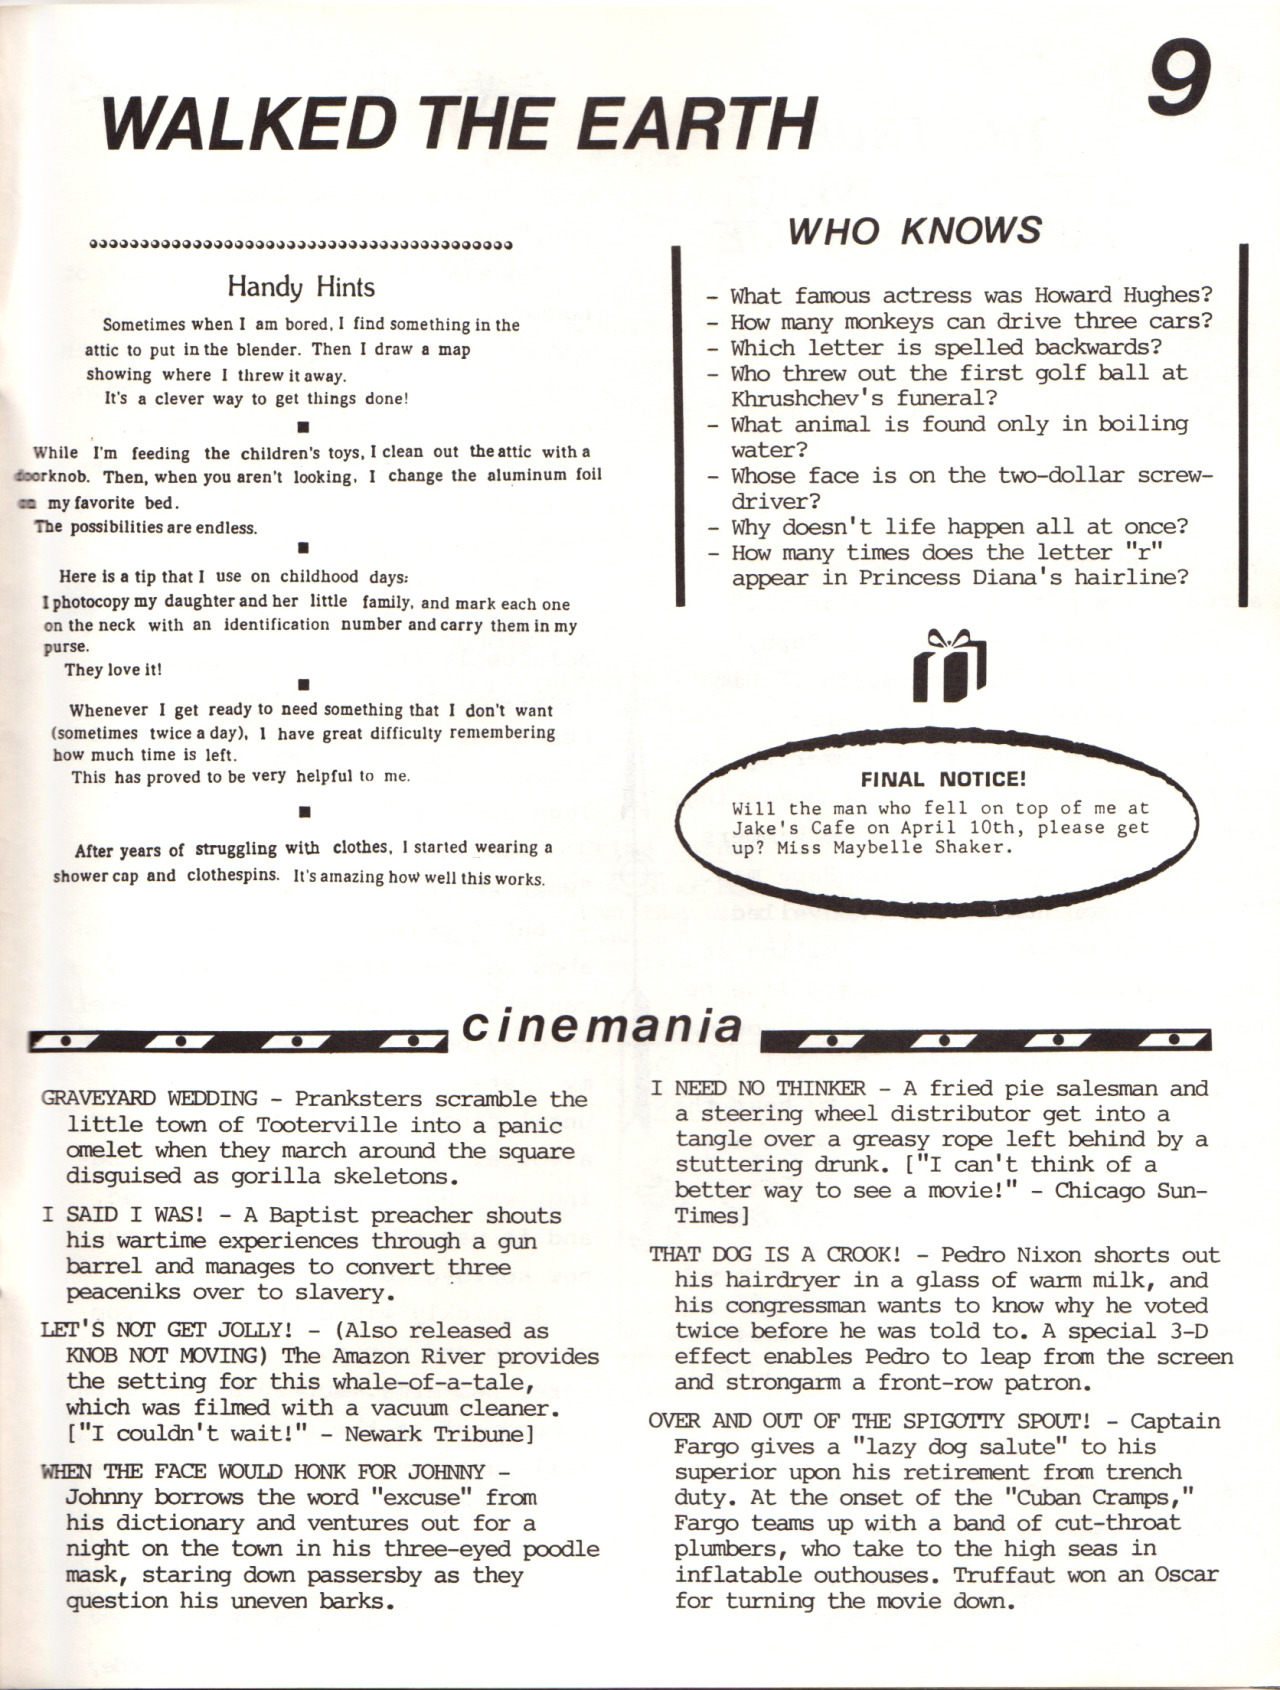 9
WALKED THE EARTH
Handy Hints
Sometimes when I am bored, I find something in the
attic to put in the blender. Then I draw a map
showing where I threw it away.
It's a clever way to get things done!
While I'm feeding the children's toys, I clean out the attic with a
doorknob. Then, when you aren't looking, I change the aluminum foil
on my favorite bed.
The possibilities are endless.
Here is a tip that I use on childhood days:
I photocopy my daughter and her little family, and mark each one
on the neck with an identification number and carry them in my
purse.
They love it!
Whenever I get ready to need something that I don't want
(sometimes twice a day), I have great difficulty remembering
how much time is left.
This has proved to be very helpful to me.
After years of struggling with clothes, I started wearing a
shower cap and clothespins. It's amazing how well this works.
WHO KNOWS
- What famous actress was Howard Hughes?
- How many monkeys can drive three cars?
- Which letter is spelled backwards?
- Who threw out the first golf ball at
Khrushchev's funeral?
- What animal is found only in boiling
water?
- Whose face is on the two-dollar screw-
driver?
- Why doesn't life happen all at once?
- How many times does the letter "r"
appear in Princess Diana's hairline?
FINAL NOTICE!
Will the man who fell on top of me at
Jake's Cafe on April 10th, please get
up? Miss Maybelle Shaker.
cinemania
GRAVEYARD WEDDING - Pranksters scramble the
little town of Tooterville into a panic
omelet when they march around the square
disguised as gorilla skeletons.
I SAID I WAS! - A Baptist preacher shouts
his wartime experiences through a gun
barrel and manages to convert three
peaceniks over to slavery.
LET'S NOT GET JOLLY! - (Also released as
KNOB NOT MOVING) The Amazon River provides
the setting for this whale-of-a-tale,
which was filmed with a vacuum cleaner.
["I couldn't wait!" - Newark Tribune]
WHEN THE FACE WOULD HONK FOR JOHNNY -
Johnny borrows the word "excuse" from
his dictionary and ventures out for a
night on the town in his three-eyed poodle
mask, staring down passersby as they
question his uneven barks.
I NEED NO THINKER - A fried pie salesman and
a steering wheel distributor get into a
tangle over a greasy rope left behind by a
stuttering drunk. ["I can't think of a
better way to see a movie!" - Chicago Sun-
Times]
THAT DOG IS A CROOK! - Pedro Nixon shorts out
his hairdryer in a glass of warm milk, and
his congressman wants to know why he voted
twice before he was told to. A special 3-D
effect enables Pedro to leap from the screen
and strongarm a front-row patron.
OVER AND OUT OF THE SPIGOTTY SPOUT! - Captain
Fargo gives a "lazy dog salute" to his
superior upon his retirement from trench
duty. At the onset of the "Cuban Cramps,"
Fargo teams up with a band of cut-throat
plumbers, who take to the high seas in
inflatable outhouses. Truffaut won an Oscar
for turning the movie down.